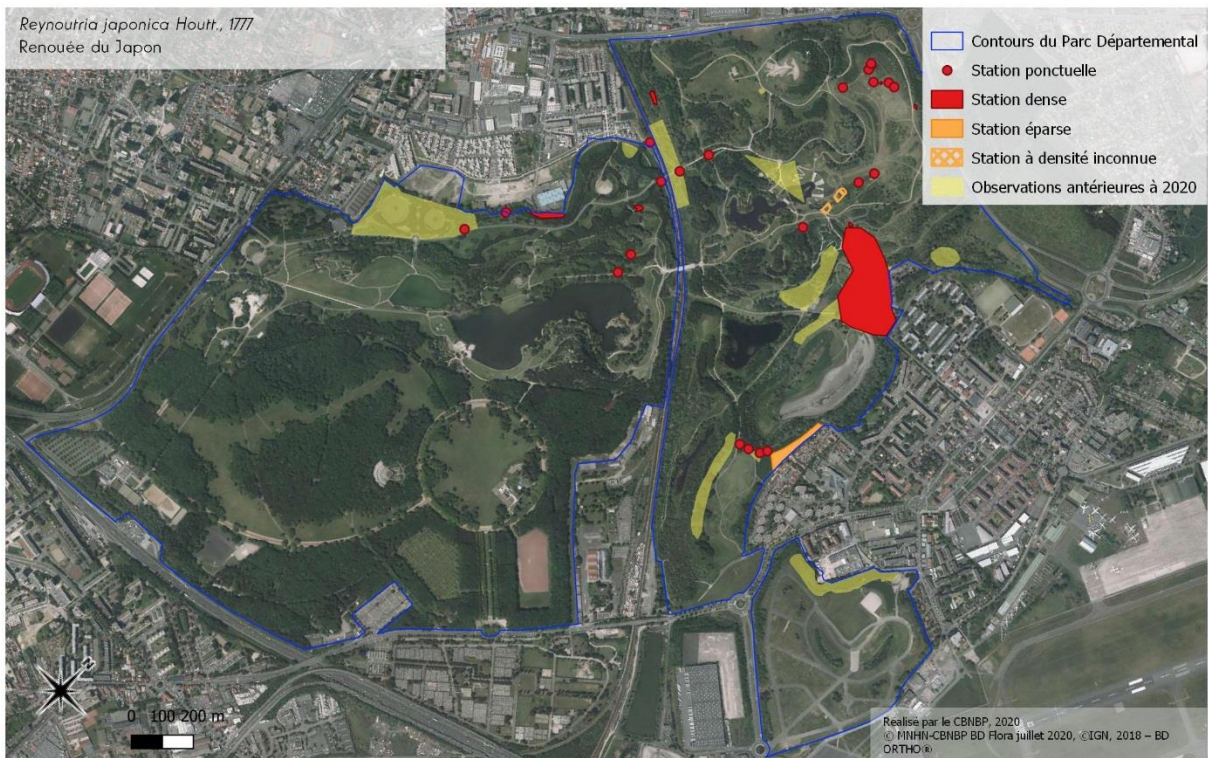 Reynoutria japonica Houtt., 1777
Renouée du Japon
Contours du Parc Départemental
Station ponctuelle
Station dense
Station éparse
Station à densité inconnue
Observations antérieures à 2020
N
0 100 200 m
Realisé par le CBNBP, 2020
© MNHN-CBNBP BD Flora juillet 2020, ©IGN, 2018 – BD
ORTHO®